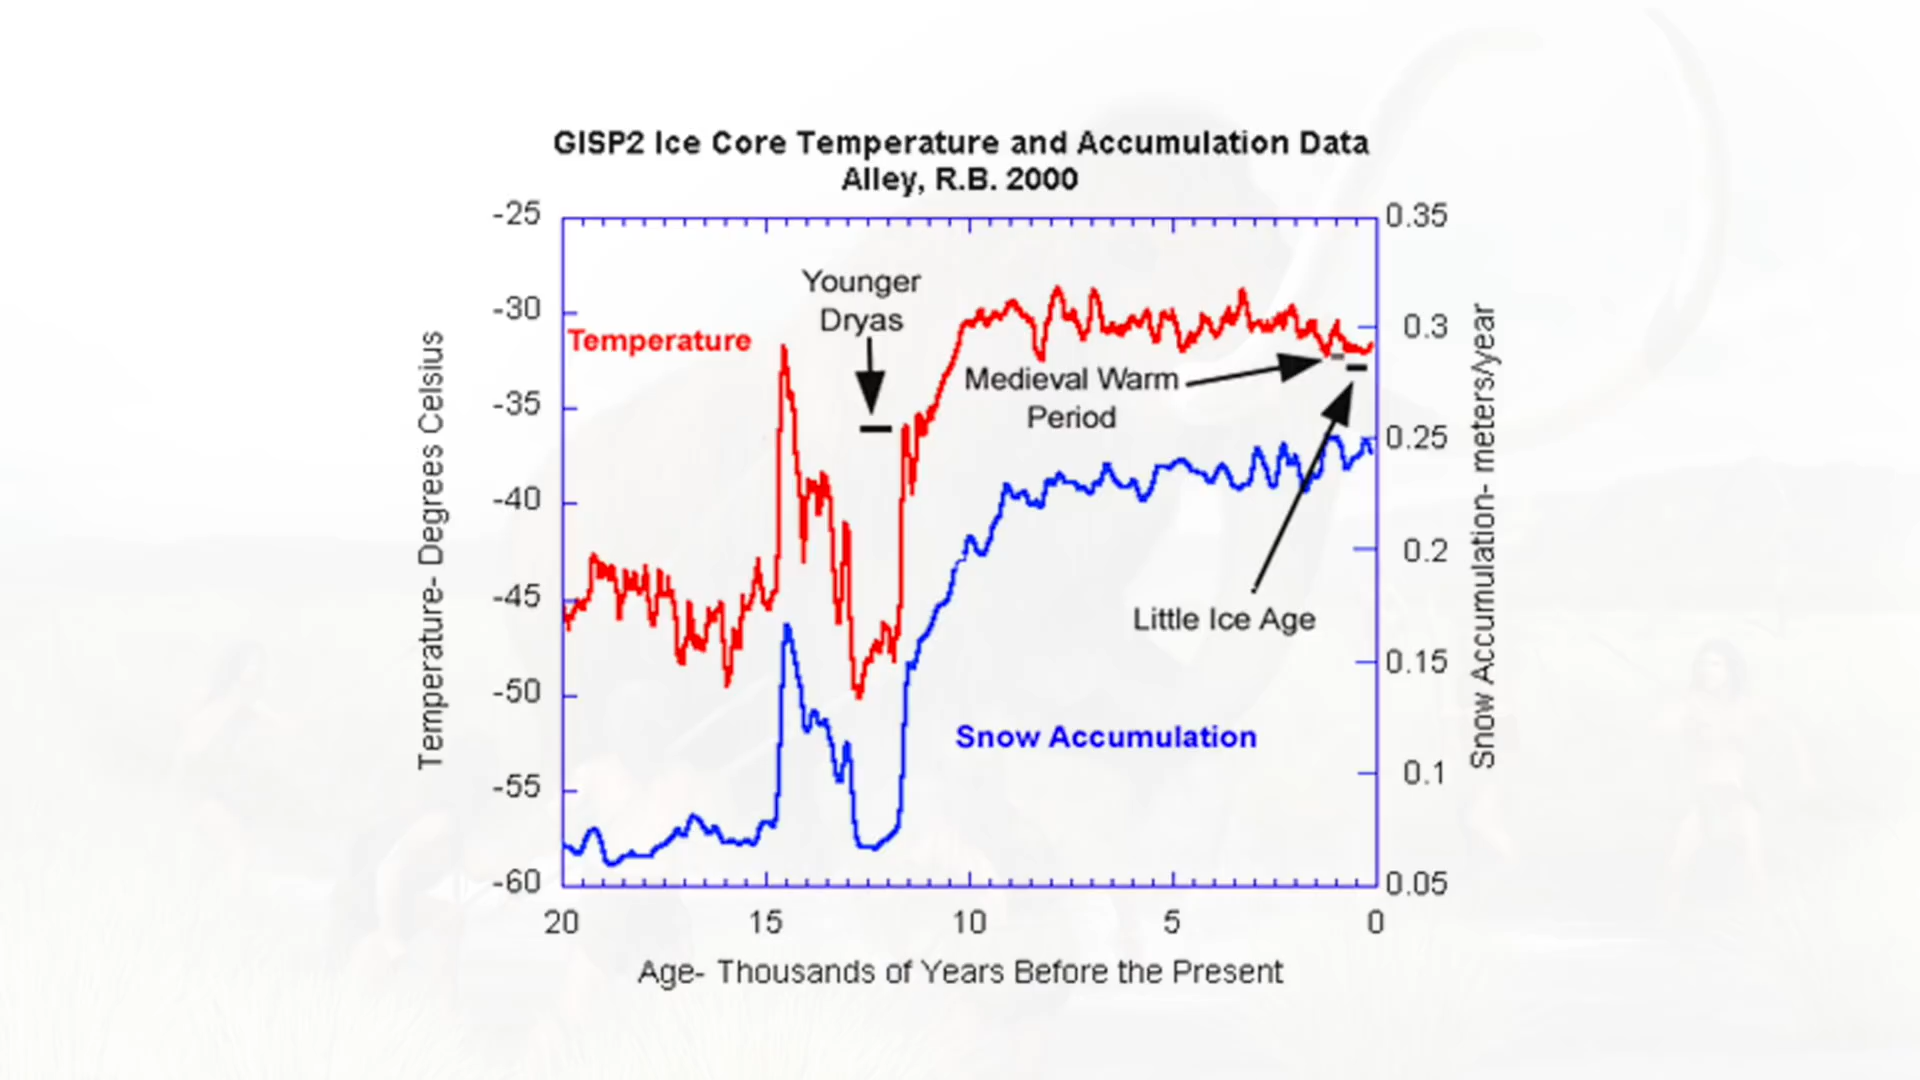 GISP2 Ice Core Temperature and Accumulation Data
Alley, R.B. 2000
-25
-30
-35
-40
-45
-50
-55
-60
0.35
0.3
0.25
0.2
0.15
0.1
0.05
Temperature- Degrees Celsius
Snow Accumulation- meters/year
Younger
Dryas
Temperature
Medieval Warm
Period
Little Ice Age
Snow Accumulation
20
15
10
5
0
Age- Thousands of Years Before the Present